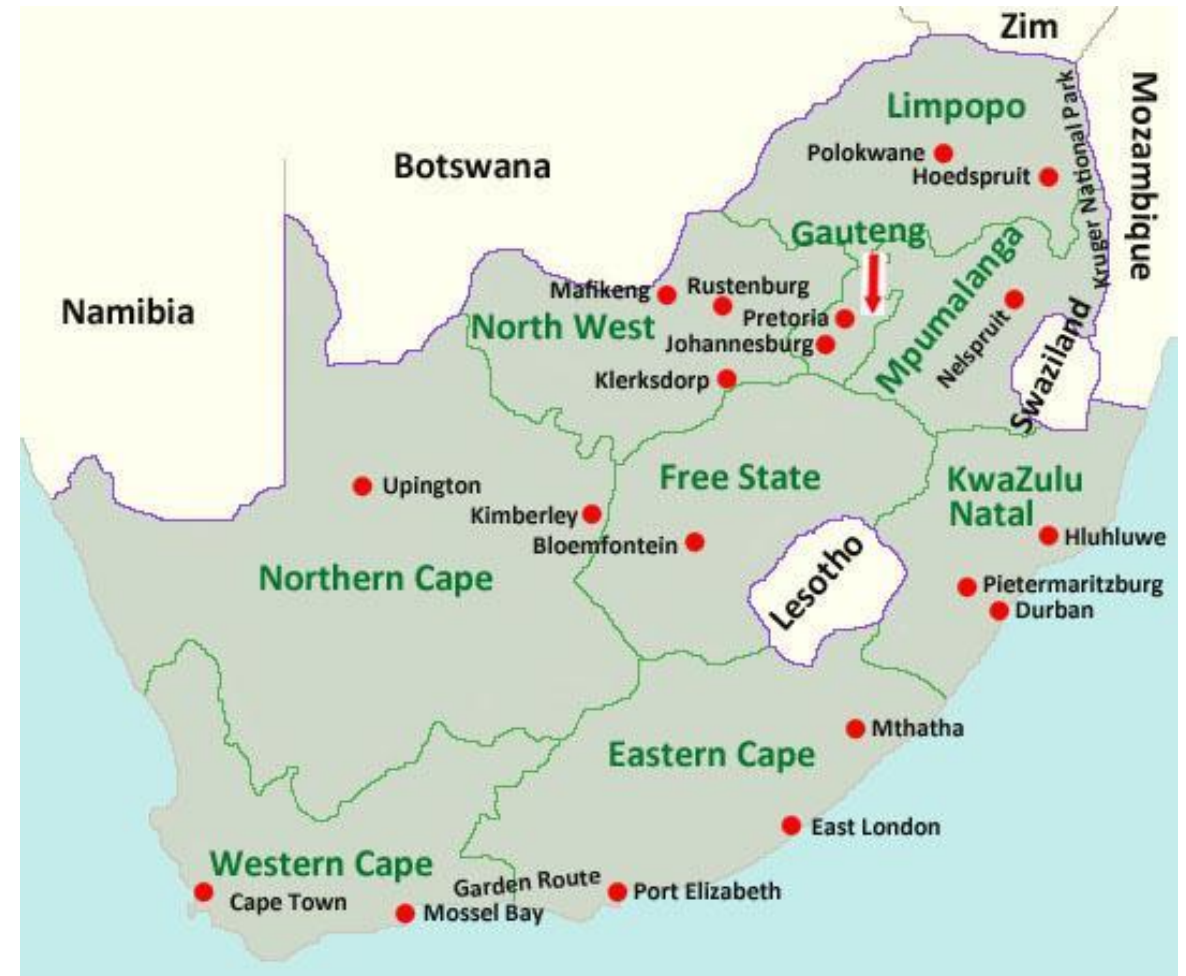 Zim
Mozambique
Limpopo
Kruger National Park
Polokwane
Hoedspruit
Botswana
Gauteng
Mpumalanga
Namibia
Mafikeng
Rustenburg
North West
Pretoria
Johannesburg
Nelspruit
Swaziland
Klerksdorp
Upington
Free State
KwaZulu
Natal
Kimberley
Bloemfontein
Hluhluwe
Northern Cape
Lesotho
Pietermaritzburg
Durban
Mthatha
Eastern Cape
East London
Western Cape
Garden Route
Port Elizabeth
Cape Town
Mossel Bay